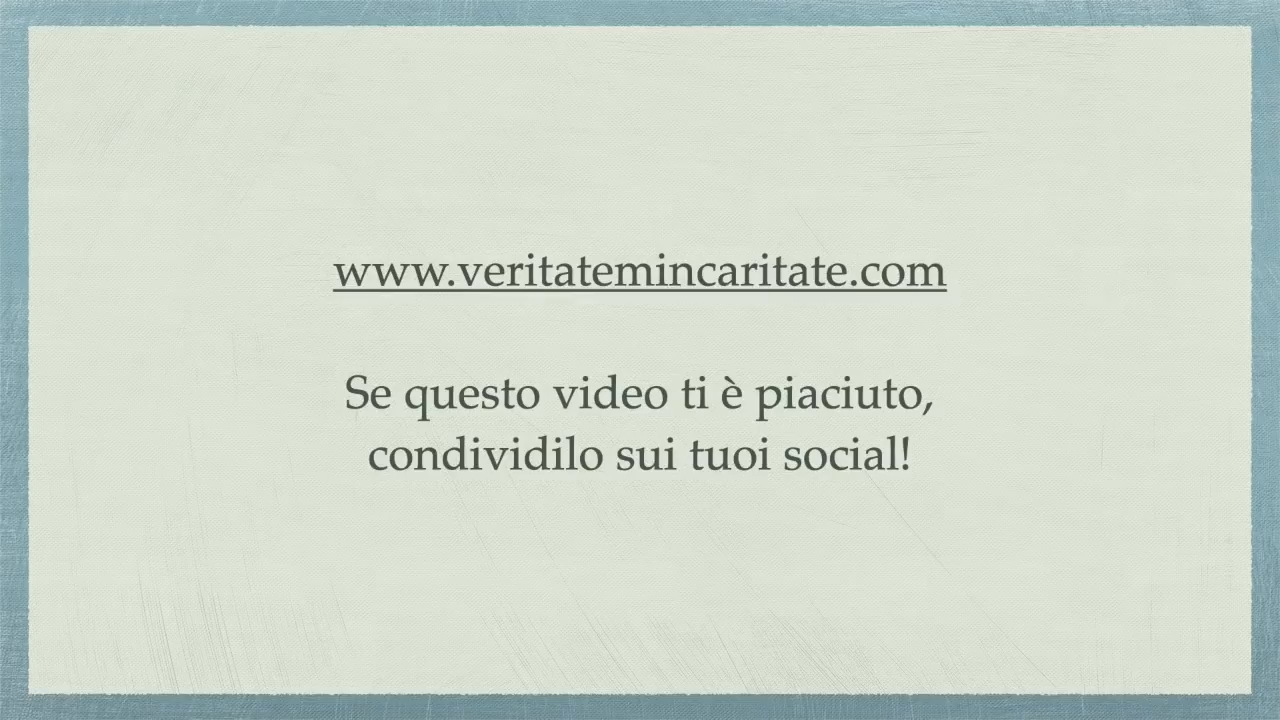 www.veritatemincaritate.com
Se questo video ti è piaciuto,
condividilo sui tuoi social!